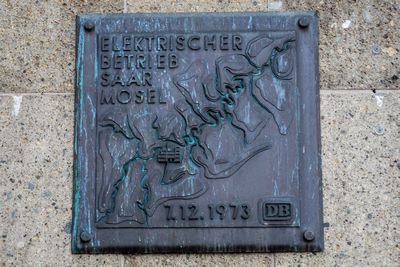 ELEKTRISCHER
BETRIEB
SAAR
MOSEL
7.12.1973
DB